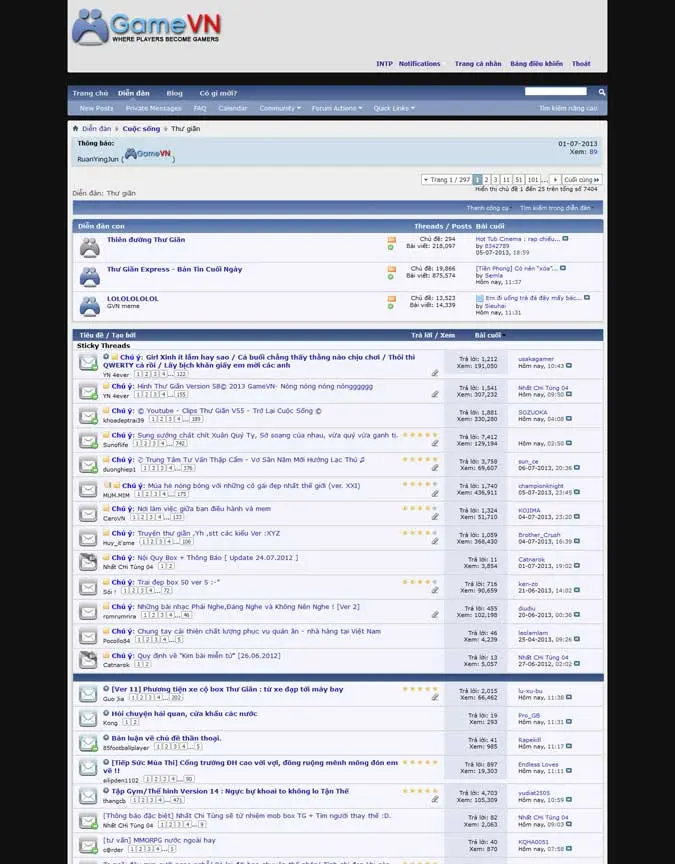 GameVN
WHERE PLAYERS BECOME GAMERS
INTP Notifications Trang cá nhân Bảng điều khiển Thoát
Trang chủ Diễn đàn Blog Có gì mới?
New Posts Private Messages FAQ Calendar Community Forum Actions Quick Links Tìm kiếm nâng cao
Diễn đàn Cuộc sống Thư giãn
Thông báo: 01-07-2013
RuanYingJun ( GameVN ) Xem: 89
Trang 1 / 297 1 2 3 11 51 101 ... Cuối cùng
Hiển thị chủ đề 1 đến 25 trên tổng số 7404
Diễn đàn: Thư giãn
Thanh công cụ Tìm kiếm trong diễn đàn
Diễn đàn con Threads / Posts Bài cuối
Thiên đường Thư Giãn Chủ đề: 294 Hot Tub Cinema : rạp chiếu...
Bài viết: 218,097 by 8342789
05-07-2013, 18:59
Thư Giãn Express - Bản Tin Cuối Ngày Chủ đề: 19,866 [Tiền Phong] Có nên "xóa"...
Bài viết: 875,574 by Semla
Hôm nay, 11:37
LOLOLOLOLOL Chủ đề: 13,523 Em đi uống trà đá đây mấy bác...
GVN meme Bài viết: 14,339 by Sieuhai
Hôm nay, 11:31
Tiêu đề / Tạo bởi Trả lời / Xem Bài cuối
Sticky Threads
Chú ý: Girl Xinh it lắm hay sao / Cả buổi chẳng thấy thằng nào chịu chơi / Thôi thì Trả lời: 1,212 usakagamer
QWERTY cả rồi / Lấy bịch khăn giấy em mời các anh Xem: 191,050 Hôm nay, 10:43
YN 4ever 1 2 3 4 ... 122
Chú ý: Hình Thư Giãn Version 58© 2013 GameVN- Nóng nóng nóng nónggggggg Trả lời: 1,541 Nhất Chi Tùng 04
YN 4ever 1 2 3 4 ... 155 Xem: 307,232 Hôm nay, 09:50
Chú ý: © Youtube - Clips Thư Giãn V55 - Trở Lại Cuộc Sống © Trả lời: 1,881 SOZUOKA
khoadeptrai39 1 2 3 4 ... 189 Xem: 330,280 Hôm nay, 04:08
Chú ý: Sung sướng chát chít Xuân Quý Tỵ, Sờ soạng của nhau, vừa quý vừa ganh tị. Trả lời: 7,412
Sunoflife 1 2 3 4 ... 742 Xem: 129,194 Hôm nay, 02:50
Chú ý: Trung Tâm Tư Vấn Thập Cẩm - Vơ Sần Năm Mới Hướng Lạc Thú ♫ Trả lời: 3,758 sun_ce
duonghiep1 1 2 3 4 ... 376 Xem: 69,607 06-07-2013, 20:36
Chú ý: Mùa hè nóng bỏng với những cô gái đẹp nhất thế giới (ver. XXI) Trả lời: 1,740 championknight
MUM.MIM 1 2 3 4 ... 175 Xem: 436,911 05-07-2013, 23:45
Chú ý: Nơi làm việc giữa ban điều hành và mem Trả lời: 1,324 KOJIMA
CaroVN 1 2 3 4 ... 133 Xem: 51,710 04-07-2013, 23:20
Chú ý: Truyện thư giãn ,Yh ,stt các kiểu Ver :XYZ Trả lời: 1,059 Brother_Crush
Huy_it'sme 1 2 3 4 ... 106 Xem: 368,430 04-07-2013, 16:39
Chú ý: Nội Quy Box + Thông Báo [ Update 24.07.2012 ] Trả lời: 11 Catnarok
Nhất Chi Tùng 04 1 2 Xem: 3,854 01-07-2013, 19:02
Chú ý: Trai đẹp box 50 ver 5 :-* Trả lời: 716 ken-zo
Sói ! 1 2 3 4 ... 72 Xem: 90,659 21-06-2013, 14:02
Chú ý: Những bài nhạc Phải Nghe,Đáng Nghe và Không Nên Nghe ! [Ver 2] Trả lời: 455 diudiu
romrumrira 1 2 3 4 ... 46 Xem: 102,198 20-06-2013, 00:36
Chú ý: Chung tay cải thiện chất lượng phục vụ quán ăn - nhà hàng tại Việt Nam Trả lời: 46 leslamlam
Pocollo84 1 2 3 4 ... 5 Xem: 4,239 25-04-2013, 09:26
Chú ý: Quy định về "Kim bài miễn tử" [26.06.2012] Trả lời: 13 Nhất Chi Tùng 04
Catnarok 1 2 Xem: 5,057 27-06-2012, 02:02
[Ver 11] Phương tiện xe cộ box Thư Giãn : từ xe đạp tới máy bay Trả lời: 2,015 lu-xu-bu
Guo Jia 1 2 3 4 ... 202 Xem: 66,462 Hôm nay, 11:38
Hỏi chuyện hải quan, cửa khẩu các nước Trả lời: 19 Pro_GB
Kong 1 2 Xem: 293 Hôm nay, 11:31
Bàn luận về chủ đề thần thoại. Trả lời: 41 Rapekill
85footballplayer 1 2 3 4 ... 5 Xem: 985 Hôm nay, 11:17
[Tiếp Sức Mùa Thi] Cổng trường ĐH cao vời vợi, đồng ruộng mênh mông đón em Trả lời: 897 Endless Loves
về !! Xem: 19,303 Hôm nay, 11:11
silipden1102 1 2 3 4 ... 90
Tập Gym/Thể hình Version 14 : Ngực bự khoai to không lo Tận Thế Trả lời: 4,703 yudiat2505
thangcb 1 2 3 4 ... 471 Xem: 105,309 Hôm nay, 10:59
[Thông báo đặc biệt] Nhất Chi Tùng sẽ từ nhiệm mob box TG + Tìm người thay thế :D. Trả lời: 82 Nhất Chi Tùng 04
Nhất Chi Tùng 04 1 2 3 4 ... 9 Xem: 2,063 Hôm nay, 09:03
[tư vấn] MMORPG nước ngoài hay Trả lời: 40 KQHA0051
c@rder 1 2 3 4 ... 5 Xem: 870 Hôm nay, 07:58